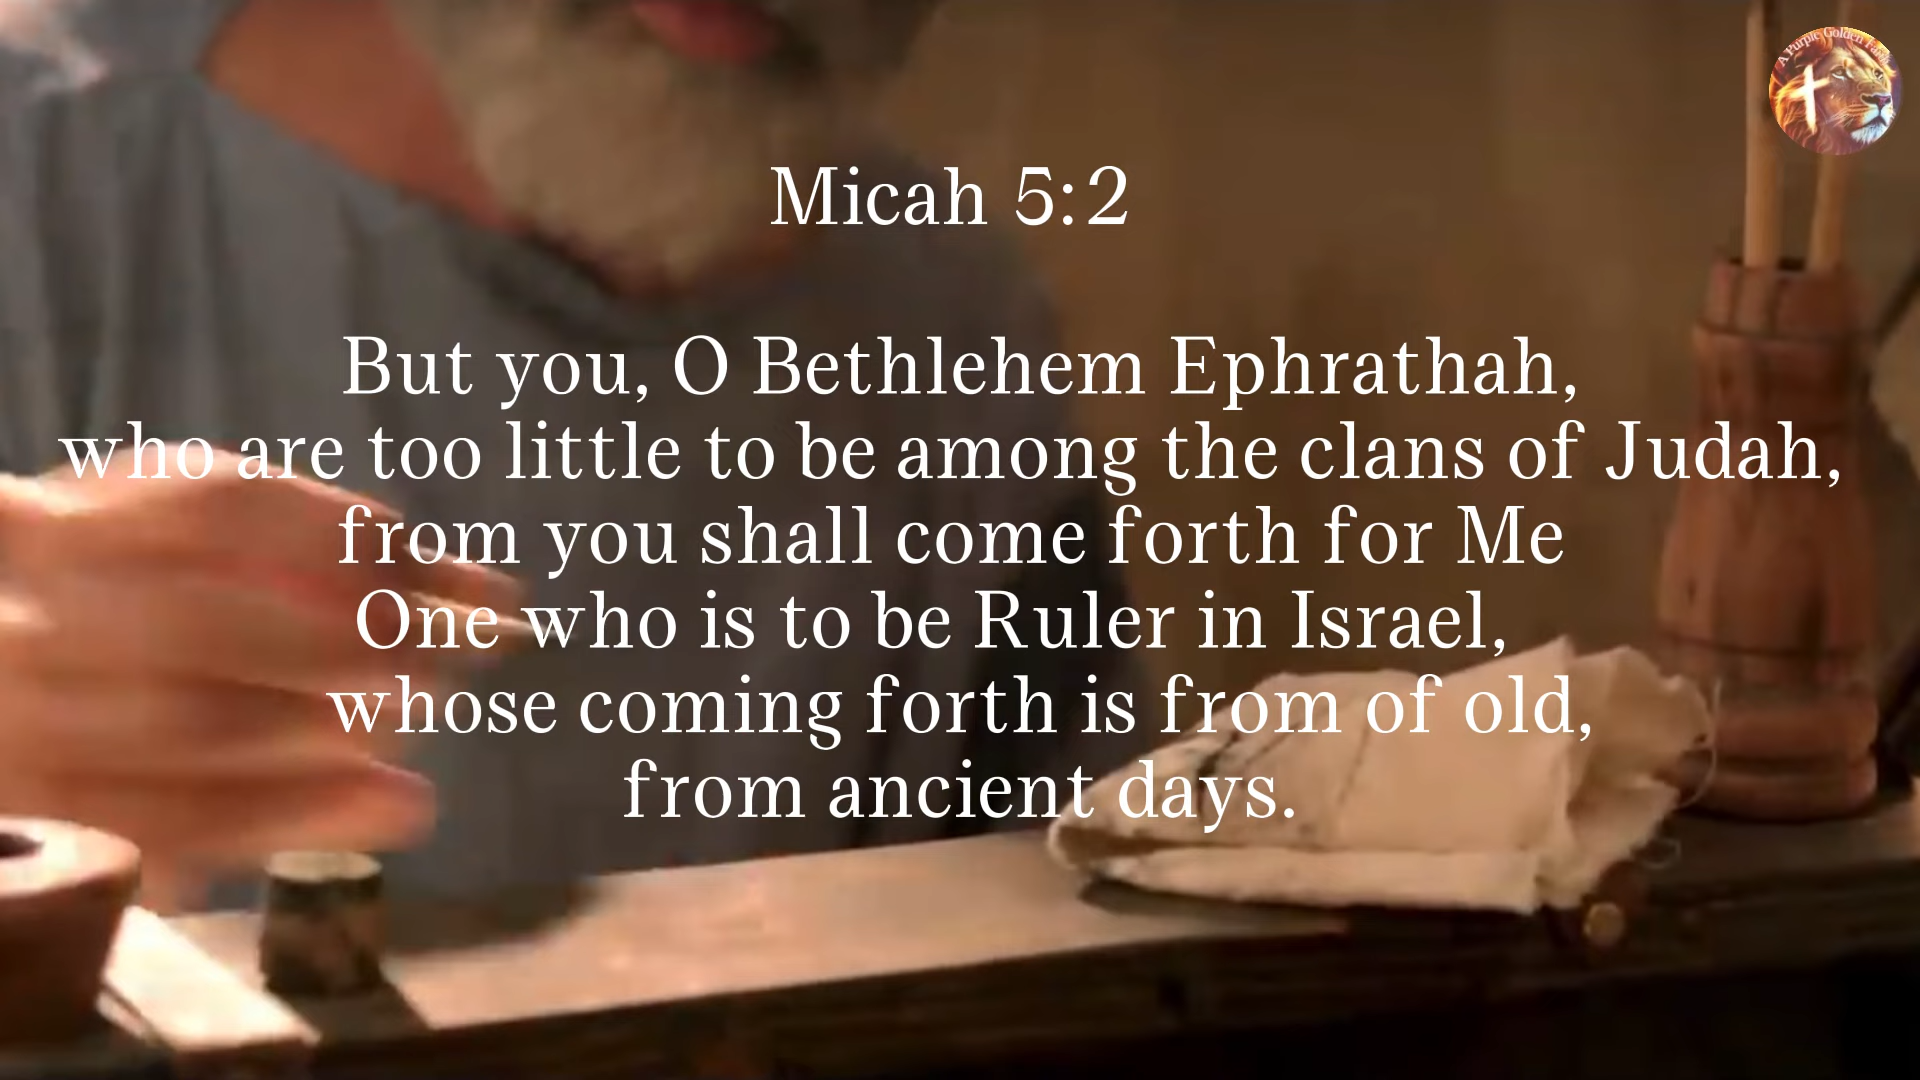 A Purple Golden
Micah 5:2
But you, O Bethlehem Ephrathah,
who are too little to be among the clans of Judah,
from you shall come forth for Me
One who is to be Ruler in Israel,
whose coming forth is from of old,
from ancient days.